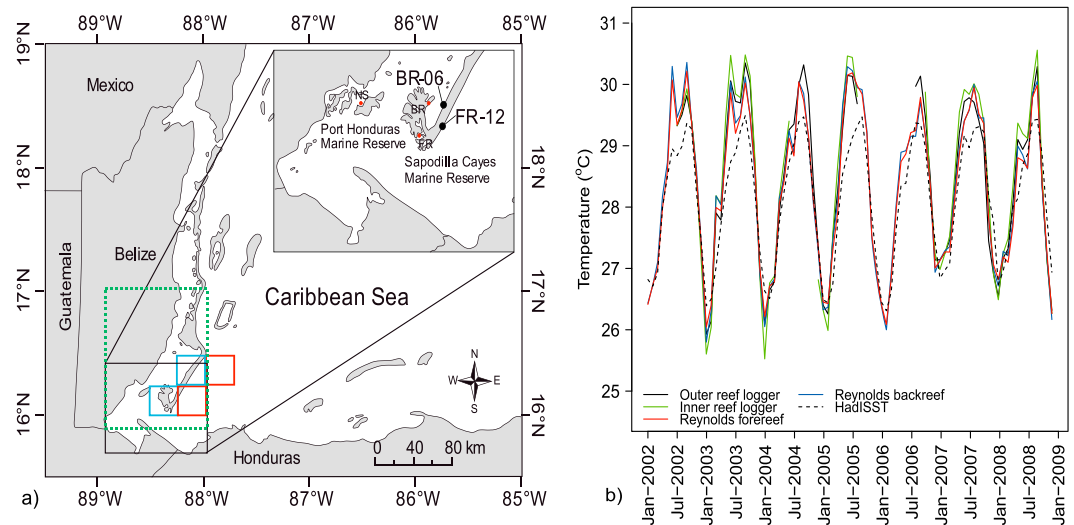 89°W 88°W 87°W 86°W 85°W
19°N
18°N
17°N
16°N
Mexico
Belize
Guatemala
Honduras
Caribbean Sea
BR-06
FR-12
NS
BR
FR
Port Honduras
Marine Reserve
Sapodilla Cayes
Marine Reserve
18°N
17°N
16°N
N
W E
S
0 40 80 km
89°W 88°W 87°W 86°W 85°W
a)
31
30
29
28
27
26
25
Temperature (°C)
Outer reef logger
Inner reef logger
Reynolds forereef
Reynolds backreef
HadISST
Jan-2002
Jul-2002
Jan-2003
Jul-2003
Jan-2004
Jul-2004
Jan-2005
Jul-2005
Jan-2006
Jul-2006
Jan-2007
Jul-2007
Jan-2008
Jul-2008
Jan-2009
b)